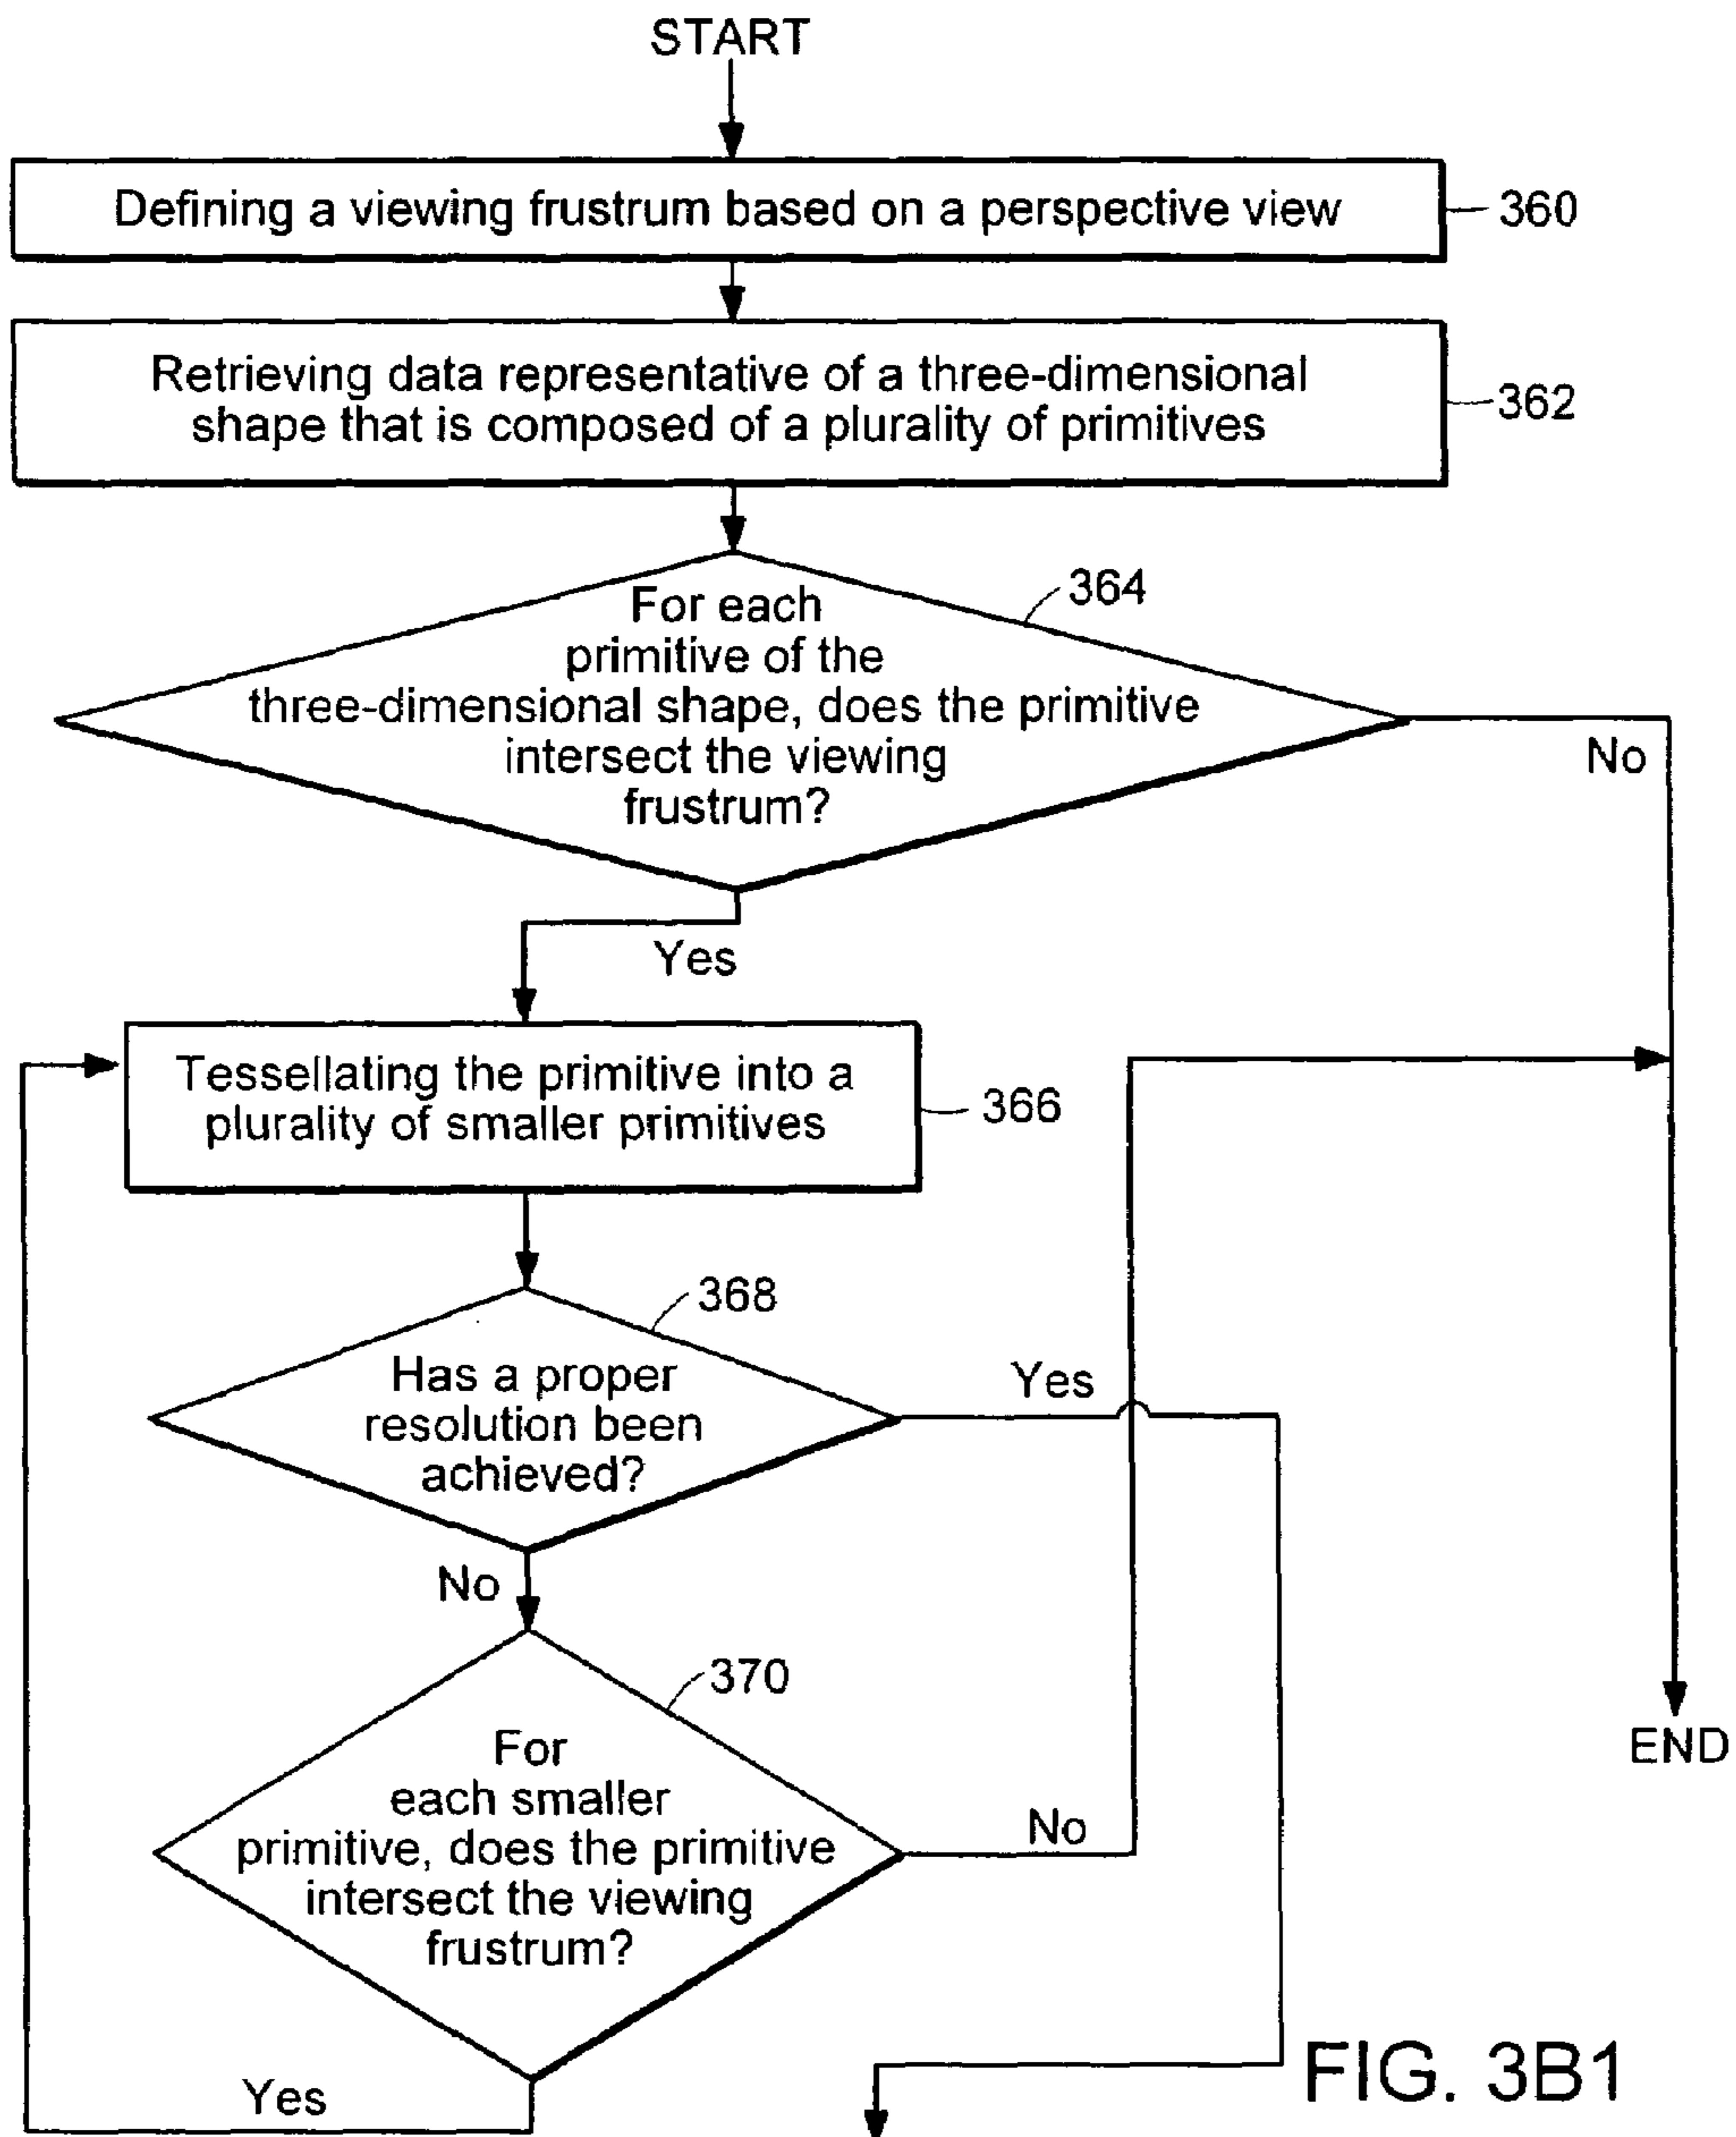 START
Defining a viewing frustrum based on a perspective view
360
Retrieving data representative of a three-dimensional
shape that is composed of a plurality of primitives
362
364
For each
primitive of the
three-dimensional shape, does the primitive
intersect the viewing
frustrum?
No
Yes
Tessellating the primitive into a
plurality of smaller primitives
366
368
Has a proper
resolution been
achieved?
Yes
No
370
For
each smaller
primitive, does the primitive
intersect the viewing
frustrum?
No
END
Yes
FIG. 3B1